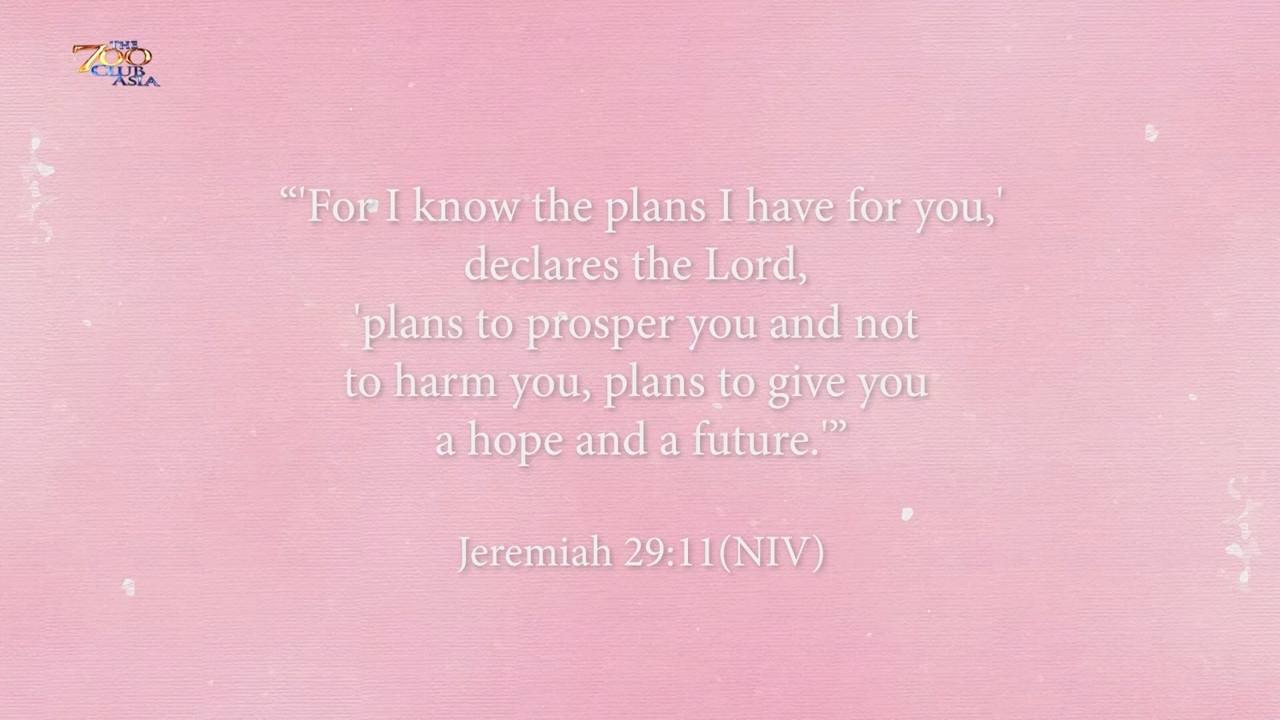 THE
700
CLUB
ASIA
“'For I know the plans I have for you,'
declares the Lord,
'plans to prosper you and not
to harm you, plans to give you
a hope and a future.'”
Jeremiah 29:11(NIV)